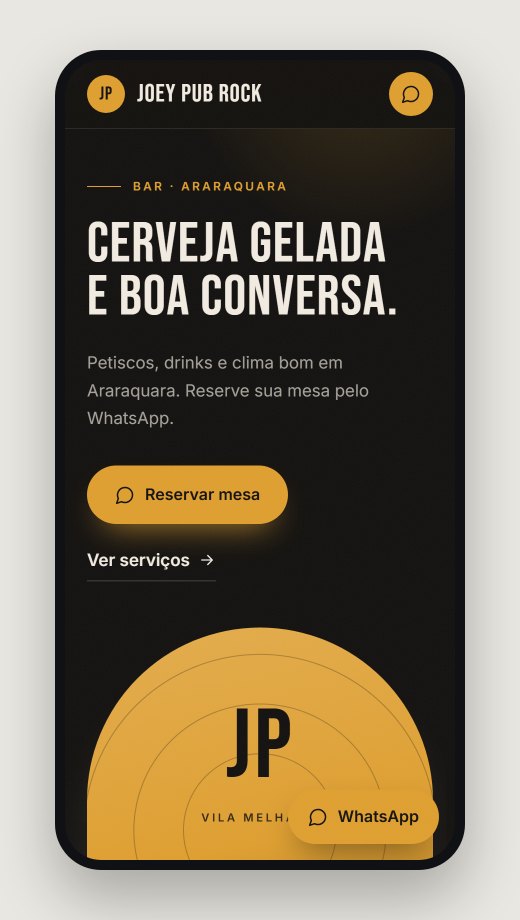 JP JOEY PUB ROCK
BAR · ARARAQUARA
CERVEJA GELADA
E BOA CONVERSA.
Petiscos, drinks e clima bom em
Araraquara. Reserve sua mesa pelo
WhatsApp.
Reservar mesa
Ver serviços →
JP
VILA
WhatsApp